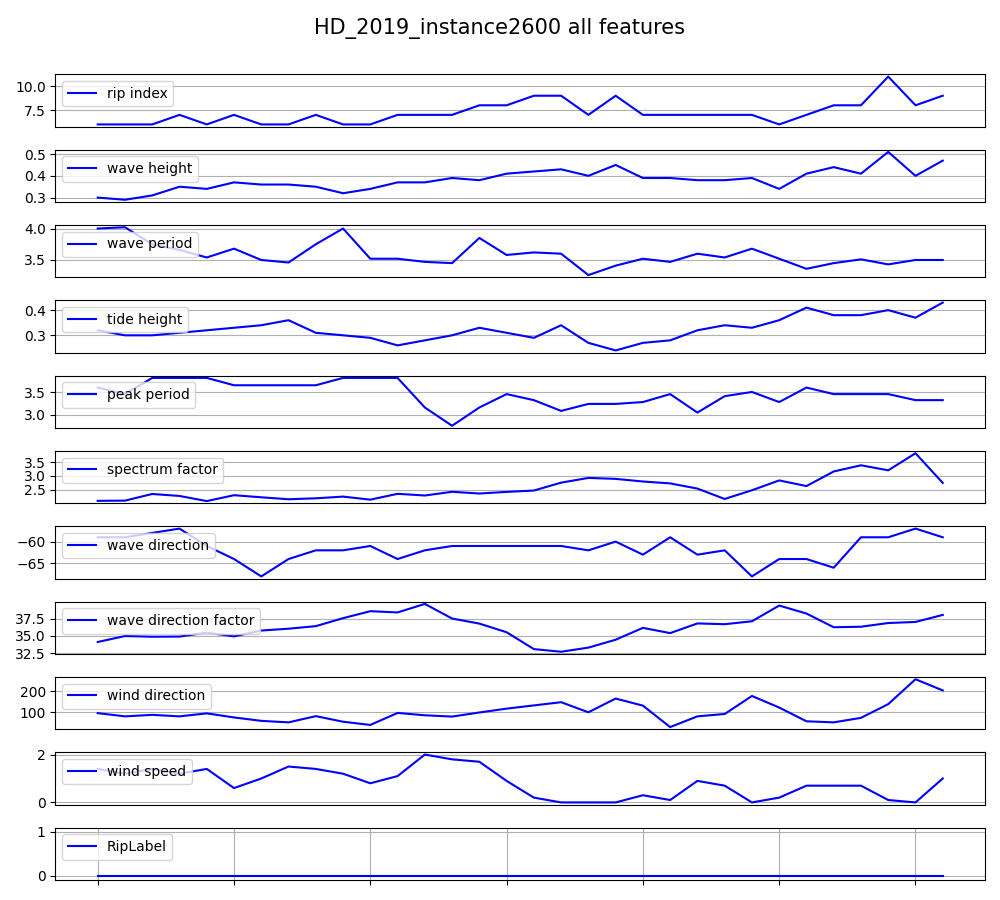 HD_2019_instance2600 all features
10.0
7.5
rip index
0.5
0.4
0.3
wave height
4.0
3.5
wave period
0.4
0.3
tide height
3.5
3.0
peak period
3.5
3.0
2.5
spectrum factor
−60
−65
wave direction
37.5
35.0
32.5
wave direction factor
200
100
wind direction
2
0
wind speed
1
0
RipLabel